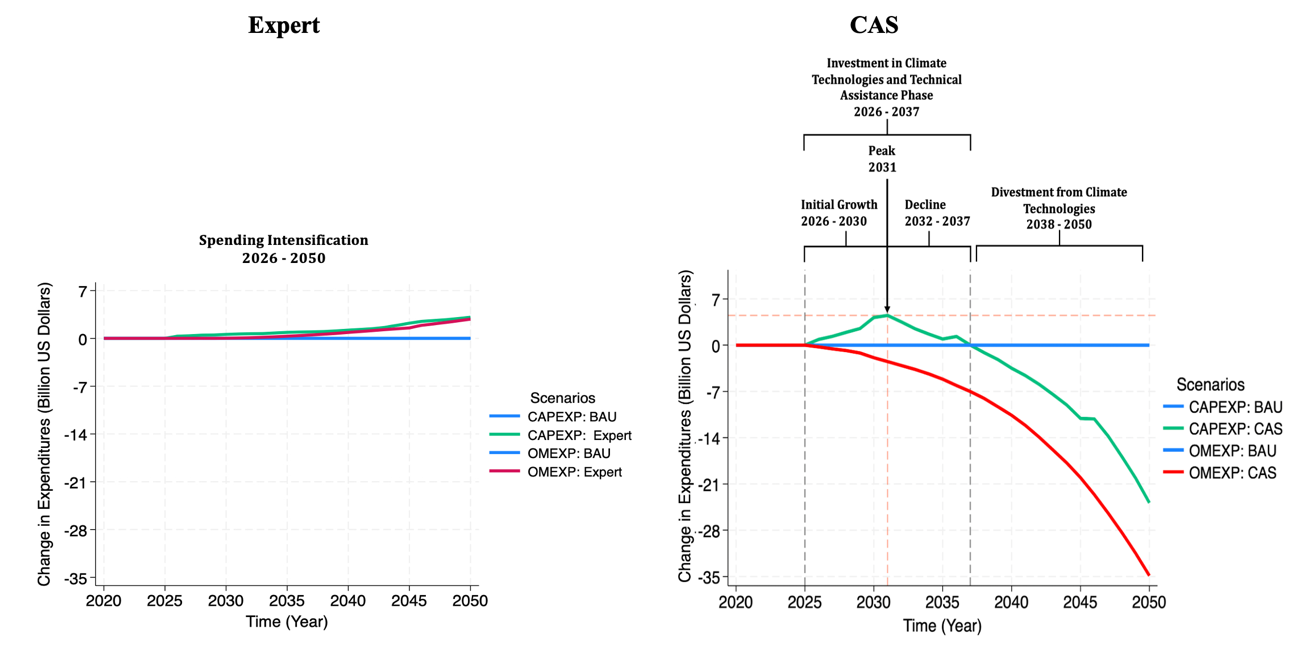 Expert
Spending Intensification
2026 - 2050
Change in Expenditures (Billion US Dollars)
7
0
-7
-14
-21
-28
-35
2020 2025 2030 2035 2040 2045 2050
Time (Year)
Scenarios
CAPEXP: BAU
CAPEXP: Expert
OMEXP: BAU
OMEXP: Expert
CAS
Investment in Climate
Technologies and Technical
Assistance Phase
2026 - 2037
Peak
2031
Initial Growth
2026 - 2030
Decline
2032 - 2037
Divestment from Climate
Technologies
2038 - 2050
Change in Expenditures (Billion US Dollars)
7
0
-7
-14
-21
-28
-35
2020 2025 2030 2035 2040 2045 2050
Time (Year)
Scenarios
CAPEXP: BAU
CAPEXP: CAS
OMEXP: BAU
OMEXP: CAS